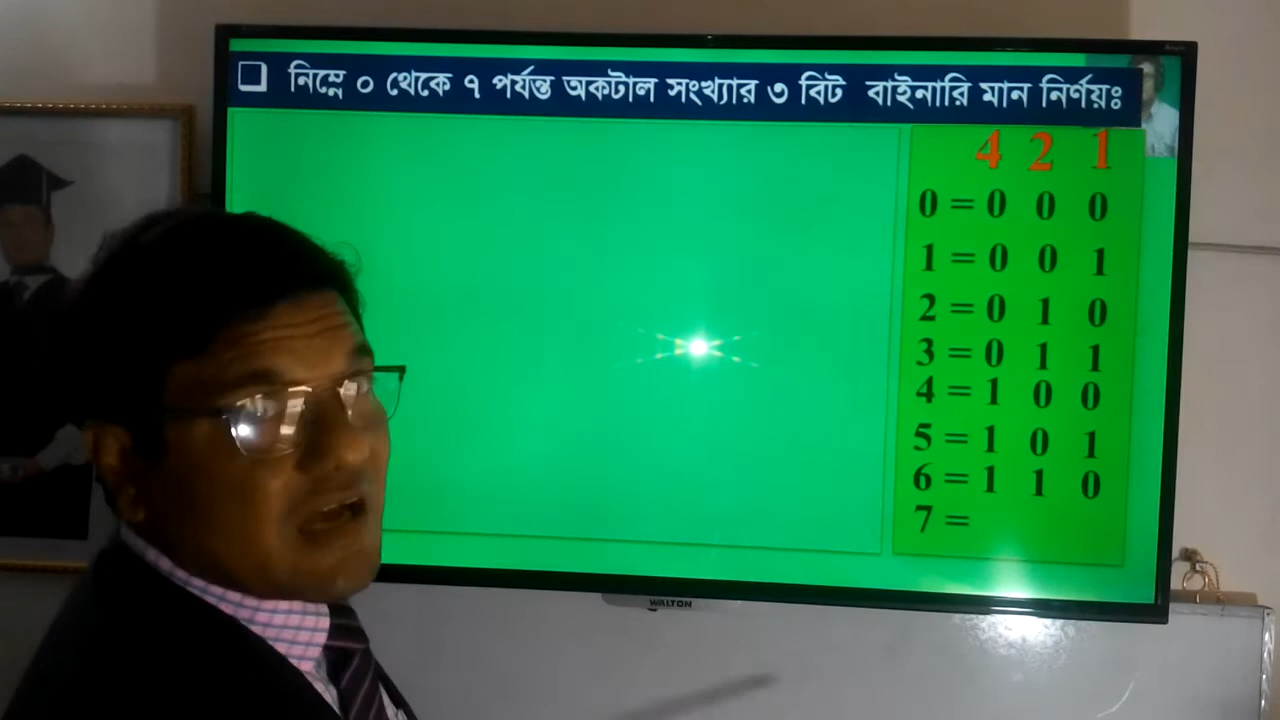 ❑ নিম্নে ০ থেকে ৭ পর্যন্ত অকটাল সংখ্যার ৩ বিট বাইনারি মান নির্ণয়ঃ
4 2 1
0 = 0 0 0
1 = 0 0 1
2 = 0 1 0
3 = 0 1 1
4 = 1 0 0
5 = 1 0 1
6 = 1 1 0
7 =
WALTON